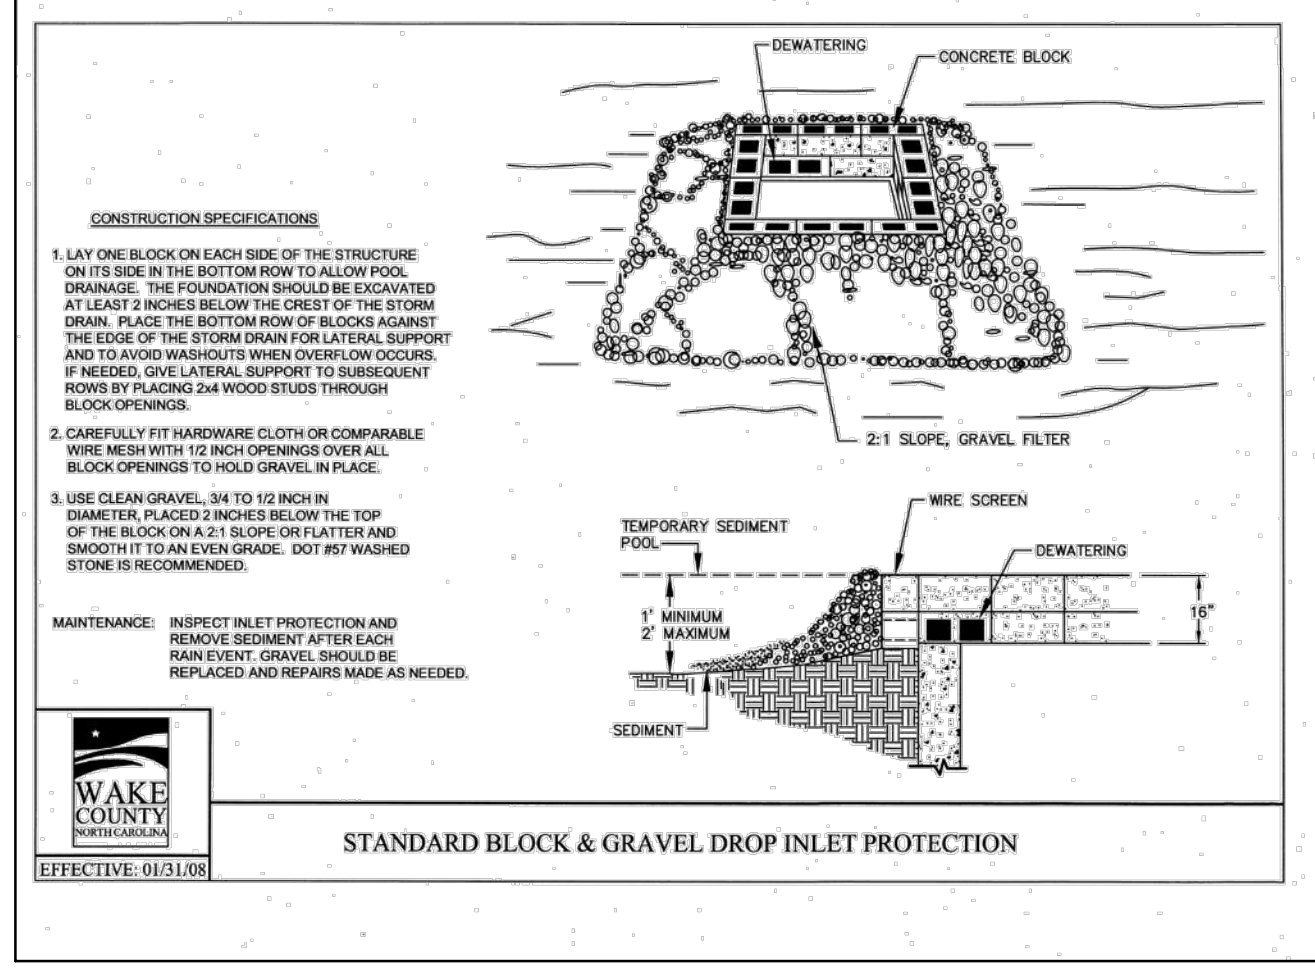 DEWATERING
CONCRETE BLOCK
CONSTRUCTION SPECIFICATIONS
1. LAY ONE BLOCK ON EACH SIDE OF THE STRUCTURE
ON ITS SIDE IN THE BOTTOM ROW TO ALLOW POOL
DRAINAGE. THE FOUNDATION SHOULD BE EXCAVATED
AT LEAST 2 INCHES BELOW THE CREST OF THE STORM
DRAIN. PLACE THE BOTTOM ROW OF BLOCKS AGAINST
THE EDGE OF THE STORM DRAIN FOR LATERAL SUPPORT
AND TO AVOID WASHOUTS WHEN OVERFLOW OCCURS.
IF NEEDED, GIVE LATERAL SUPPORT TO SUBSEQUENT
ROWS BY PLACING 2x4 WOOD STUDS THROUGH
BLOCK OPENINGS.
2. CAREFULLY FIT HARDWARE CLOTH OR COMPARABLE
WIRE MESH WITH 1/2 INCH OPENINGS OVER ALL
BLOCK OPENINGS TO HOLD GRAVEL IN PLACE.
3. USE CLEAN GRAVEL, 3/4 TO 1/2 INCH IN
DIAMETER, PLACED 2 INCHES BELOW THE TOP
OF THE BLOCK ON A 2:1 SLOPE OR FLATTER AND
SMOOTH IT TO AN EVEN GRADE. DOT #57 WASHED
STONE IS RECOMMENDED.
MAINTENANCE: INSPECT INLET PROTECTION AND
REMOVE SEDIMENT AFTER EACH
RAIN EVENT. GRAVEL SHOULD BE
REPLACED AND REPAIRS MADE AS NEEDED.
2:1 SLOPE, GRAVEL FILTER
WIRE SCREEN
TEMPORARY SEDIMENT
POOL
DEWATERING
1' MINIMUM
2' MAXIMUM
16"
SEDIMENT
WAKE
COUNTY
NORTH CAROLINA
EFFECTIVE: 01/31/08
STANDARD BLOCK & GRAVEL DROP INLET PROTECTION